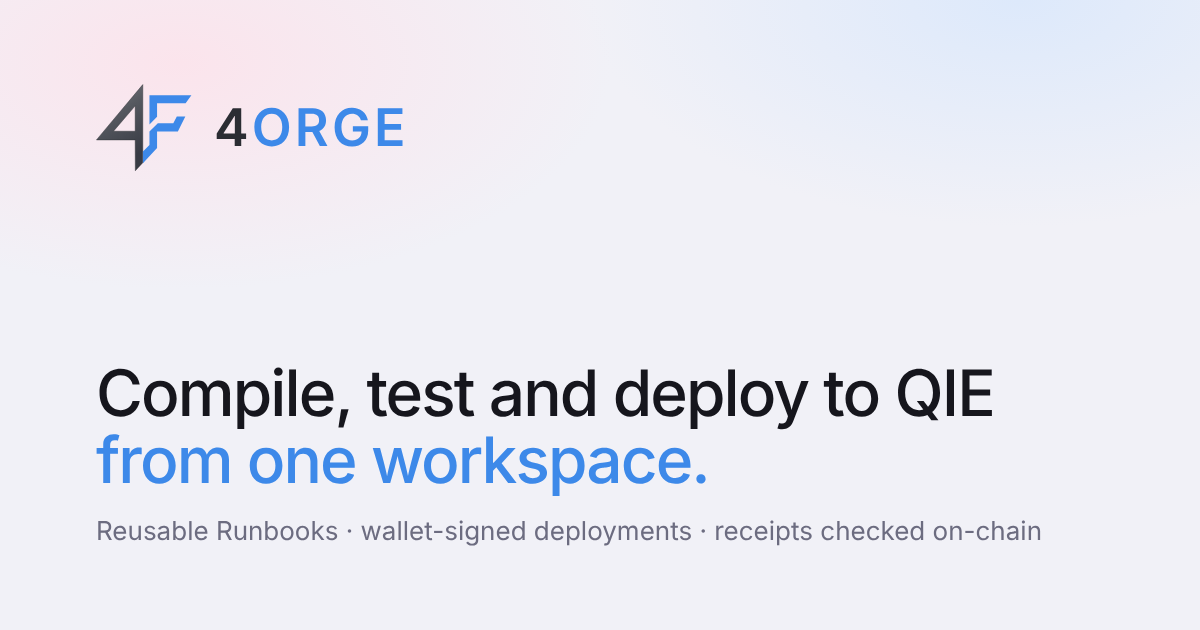 4F 4ORGE
Compile, test and deploy to QIE
from one workspace.
Reusable Runbooks · wallet-signed deployments · receipts checked on-chain